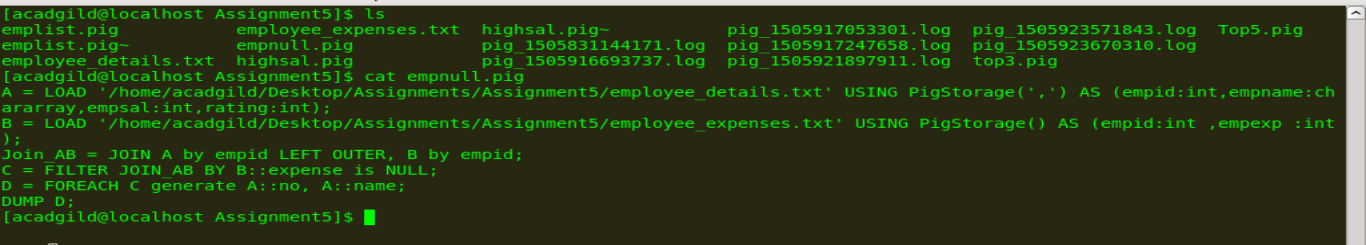 [acadgild@localhost Assignment5]$ ls
emplist.pig employee_expenses.txt highsal.pig~ pig_1505917053301.log pig_1505923571843.log Top5.pig
emplist.pig~ empnull.pig pig_1505831144171.log pig_1505917247658.log pig_1505923670310.log
employee_details.txt highsal.pig pig_1505916693737.log pig_1505921897911.log top3.pig
[acadgild@localhost Assignment5]$ cat empnull.pig
A = LOAD '/home/acadgild/Desktop/Assignments/Assignment5/employee_details.txt' USING PigStorage(',') AS (empid:int,empname:ch
ararray,empsal:int,rating:int);
B = LOAD '/home/acadgild/Desktop/Assignments/Assignment5/employee_expenses.txt' USING PigStorage() AS (empid:int ,empexp :int
);
Join_AB = JOIN A by empid LEFT OUTER, B by empid;
C = FILTER JOIN_AB BY B::expense is NULL;
D = FOREACH C generate A::no, A::name;
DUMP D;
[acadgild@localhost Assignment5]$